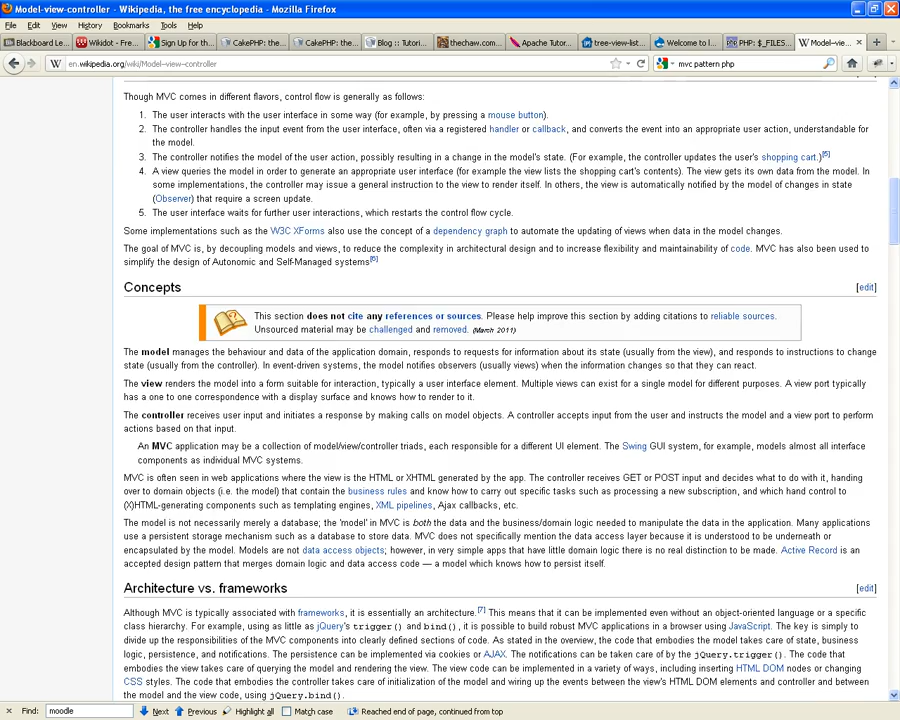 Model-view-controller - Wikipedia, the free encyclopedia - Mozilla Firefox
File Edit View History Bookmarks Tools Help
Blackboard Le... Wikidot - Fre... Sign Up for th... CakePHP: the... CakePHP: the... Blog :: Tutori... thechaw.com... Apache Tutor... tree-view-list... Welcome to l... PHP: $_FILES... Model–vie...
en.wikipedia.org/wiki/Model–view–controller mvc pattern php
Though MVC comes in different flavors, control flow is generally as follows:
1. The user interacts with the user interface in some way (for example, by pressing a mouse button).
2. The controller handles the input event from the user interface, often via a registered handler or callback, and converts the event into an appropriate user action, understandable for
the model.
3. The controller notifies the model of the user action, possibly resulting in a change in the model's state. (For example, the controller updates the user's shopping cart.)[5]
4. A view queries the model in order to generate an appropriate user interface (for example the view lists the shopping cart's contents). The view gets its own data from the model. In
some implementations, the controller may issue a general instruction to the view to render itself. In others, the view is automatically notified by the model of changes in state
(Observer) that require a screen update.
5. The user interface waits for further user interactions, which restarts the control flow cycle.
Some implementations such as the W3C XForms also use the concept of a dependency graph to automate the updating of views when data in the model changes.
The goal of MVC is, by decoupling models and views, to reduce the complexity in architectural design and to increase flexibility and maintainability of code. MVC has also been used to
simplify the design of Autonomic and Self-Managed systems[6]
Concepts [edit]
This section does not cite any references or sources. Please help improve this section by adding citations to reliable sources.
Unsourced material may be challenged and removed. (March 2011)
The model manages the behaviour and data of the application domain, responds to requests for information about its state (usually from the view), and responds to instructions to change
state (usually from the controller). In event-driven systems, the model notifies observers (usually views) when the information changes so that they can react.
The view renders the model into a form suitable for interaction, typically a user interface element. Multiple views can exist for a single model for different purposes. A view port typically
has a one to one correspondence with a display surface and knows how to render to it.
The controller receives user input and initiates a response by making calls on model objects. A controller accepts input from the user and instructs the model and a view port to perform
actions based on that input.
An MVC application may be a collection of model/view/controller triads, each responsible for a different UI element. The Swing GUI system, for example, models almost all interface
components as individual MVC systems.
MVC is often seen in web applications where the view is the HTML or XHTML generated by the app. The controller receives GET or POST input and decides what to do with it, handing
over to domain objects (i.e. the model) that contain the business rules and know how to carry out specific tasks such as processing a new subscription, and which hand control to
(X)HTML-generating components such as templating engines, XML pipelines, Ajax callbacks, etc.
The model is not necessarily merely a database; the 'model' in MVC is both the data and the business/domain logic needed to manipulate the data in the application. Many applications
use a persistent storage mechanism such as a database to store data. MVC does not specifically mention the data access layer because it is understood to be underneath or
encapsulated by the model. Models are not data access objects; however, in very simple apps that have little domain logic there is no real distinction to be made. Active Record is an
accepted design pattern that merges domain logic and data access code — a model which knows how to persist itself.
Architecture vs. frameworks [edit]
Although MVC is typically associated with frameworks, it is essentially an architecture.[7] This means that it can be implemented even without an object-oriented language or a specific
class hierarchy. For example, using as little as jQuery's trigger() and bind(), it is possible to build robust MVC applications in a browser using JavaScript. The key is simply to
divide up the responsibilities of the MVC components into clearly defined sections of code. As stated in the overview, the code that embodies the model takes care of state, business
logic, persistence, and notifications. The persistence can be implemented via cookies or AJAX. The notifications can be taken care of by the jQuery.trigger(). The code that
embodies the view takes care of querying the model and rendering the view. The view code can be implemented in a variety of ways, including inserting HTML DOM nodes or changing
CSS styles. The code that embodies the controller takes care of initialization of the model and wiring up the events between the view's HTML DOM elements and controller and between
the model and the view code, using jQuery.bind().
Find: moodle Next Previous Highlight all Match case Reached end of page, continued from top